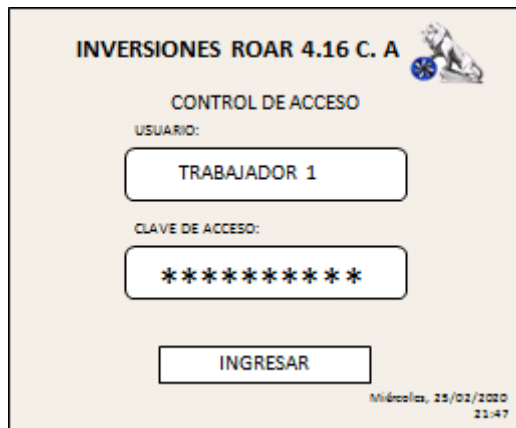 INVERSIONES ROAR 4.16 C. A
CONTROL DE ACCESO
USUARIO:
TRABAJADOR 1
CLAVE DE ACCESO:
**********
INGRESAR
Miércoles, 25/02/2020
21:47